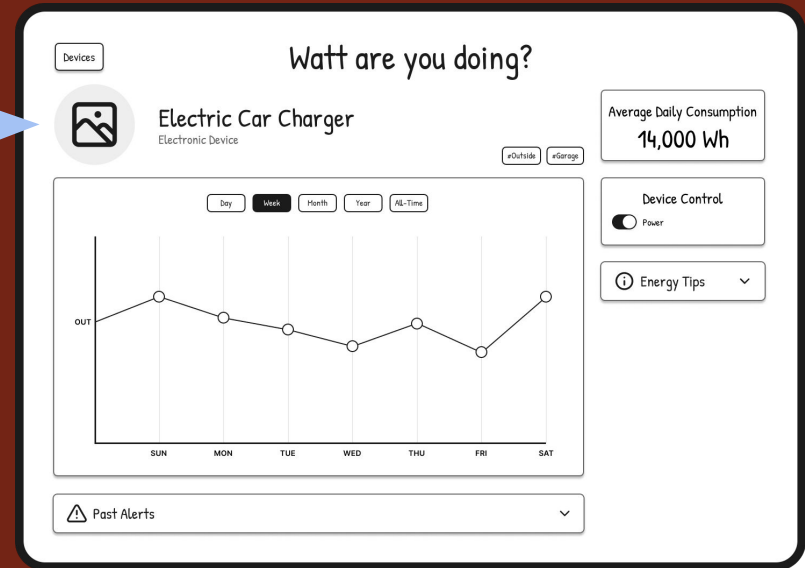 Devices
Watt are you doing?
Electric Car Charger
Electronic Device
#Outside #Garage
Average Daily Consumption
14,000 Wh
Device Control
Power
Energy Tips
Day Week Month Year All-Time
OUT
SUN MON TUE WED THU FRI SAT
Past Alerts